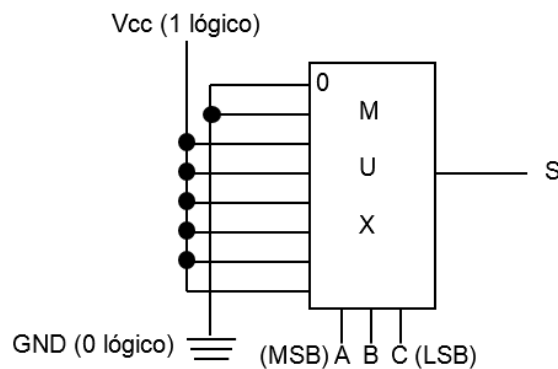 Vcc (1 lógico)
0
M
U
X
S
GND (0 lógico)
(MSB) A B C (LSB)